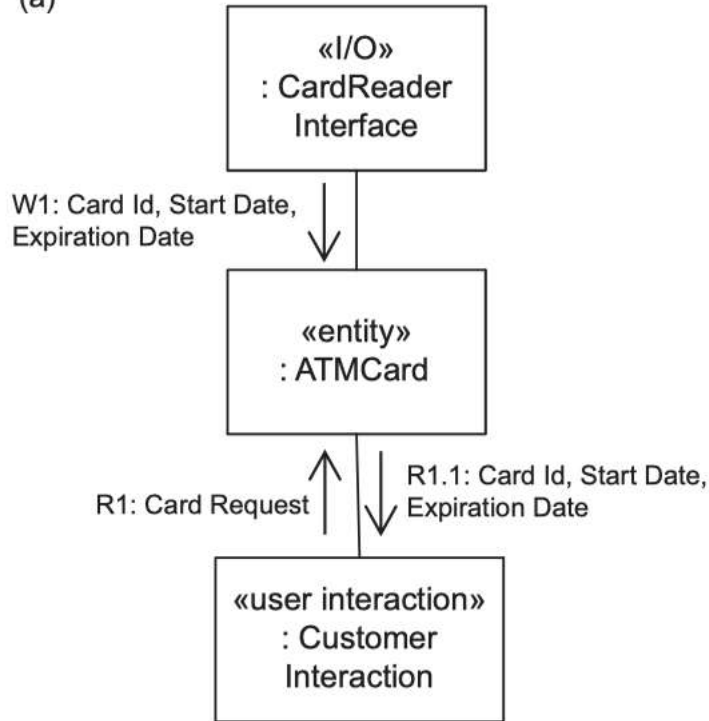 (a)
«I/O»
: CardReader
Interface
W1: Card Id, Start Date,
Expiration Date
«entity»
: ATMCard
R1: Card Request
R1.1: Card Id, Start Date,
Expiration Date
«user interaction»
: Customer
Interaction